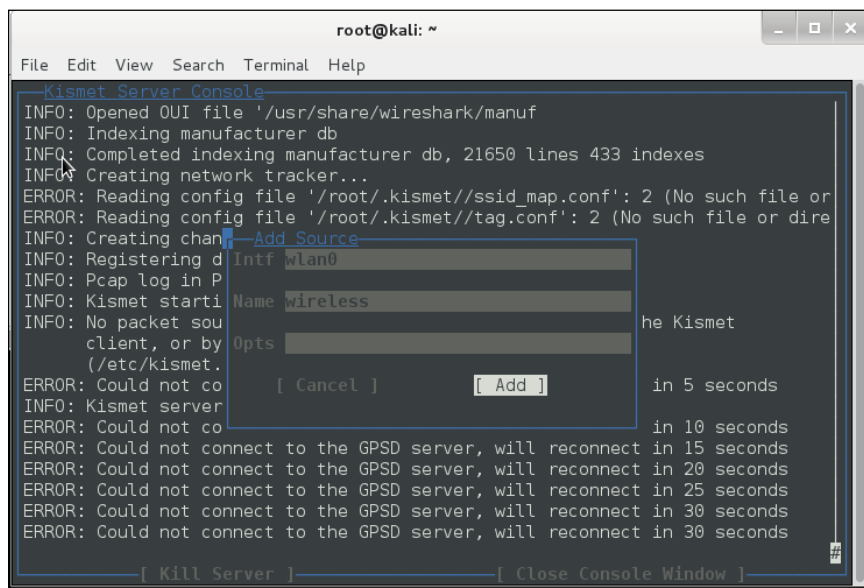 root@kali: ~
File Edit View Search Terminal Help
Kismet Server Console
INFO: Opened OUI file '/usr/share/wireshark/manuf
INFO: Indexing manufacturer db
INFO: Completed indexing manufacturer db, 21650 lines 433 indexes
INFO: Creating network tracker...
ERROR: Reading config file '/root/.kismet//ssid_map.conf': 2 (No such file or
ERROR: Reading config file '/root/.kismet//tag.conf': 2 (No such file or dire
INFO: Creating chan
Add Source
INFO: Registering d
Intf wlan0
INFO: Pcap log in P
INFO: Kismet starti
Name wireless
INFO: No packet sou he Kismet
client, or by
Opts
(/etc/kismet.
ERROR: Could not co in 5 seconds
[ Cancel ] [ Add ]
INFO: Kismet server
ERROR: Could not co in 10 seconds
ERROR: Could not connect to the GPSD server, will reconnect in 15 seconds
ERROR: Could not connect to the GPSD server, will reconnect in 20 seconds
ERROR: Could not connect to the GPSD server, will reconnect in 25 seconds
ERROR: Could not connect to the GPSD server, will reconnect in 30 seconds
ERROR: Could not connect to the GPSD server, will reconnect in 30 seconds
#
[ Kill Server ] [ Close Console Window ]